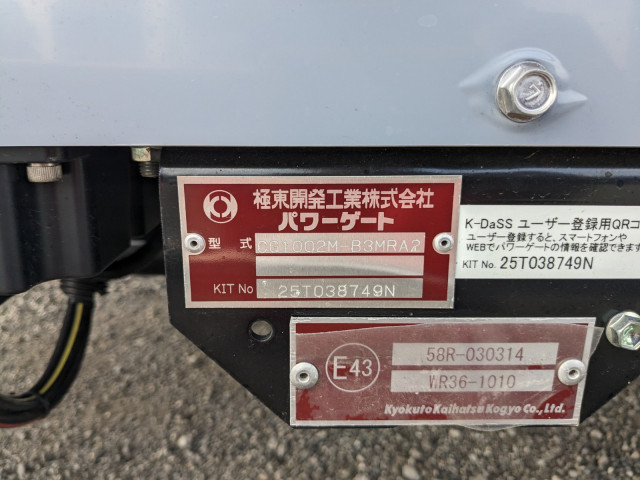 極東開発工業株式会社
パワーゲート
型 式 CG1002M-83MRA2
KIT No 25T038749N
K-DaSS ユーザー登録用QRコ
ユーザー登録すると、スマートフォンや
WEBでパワーゲートの情報を確認できます
KIT No. 25T038749N
E43
58R-030314
WR36-1010
Kyokuto Kaihatsu Kogyo Co., Ltd.